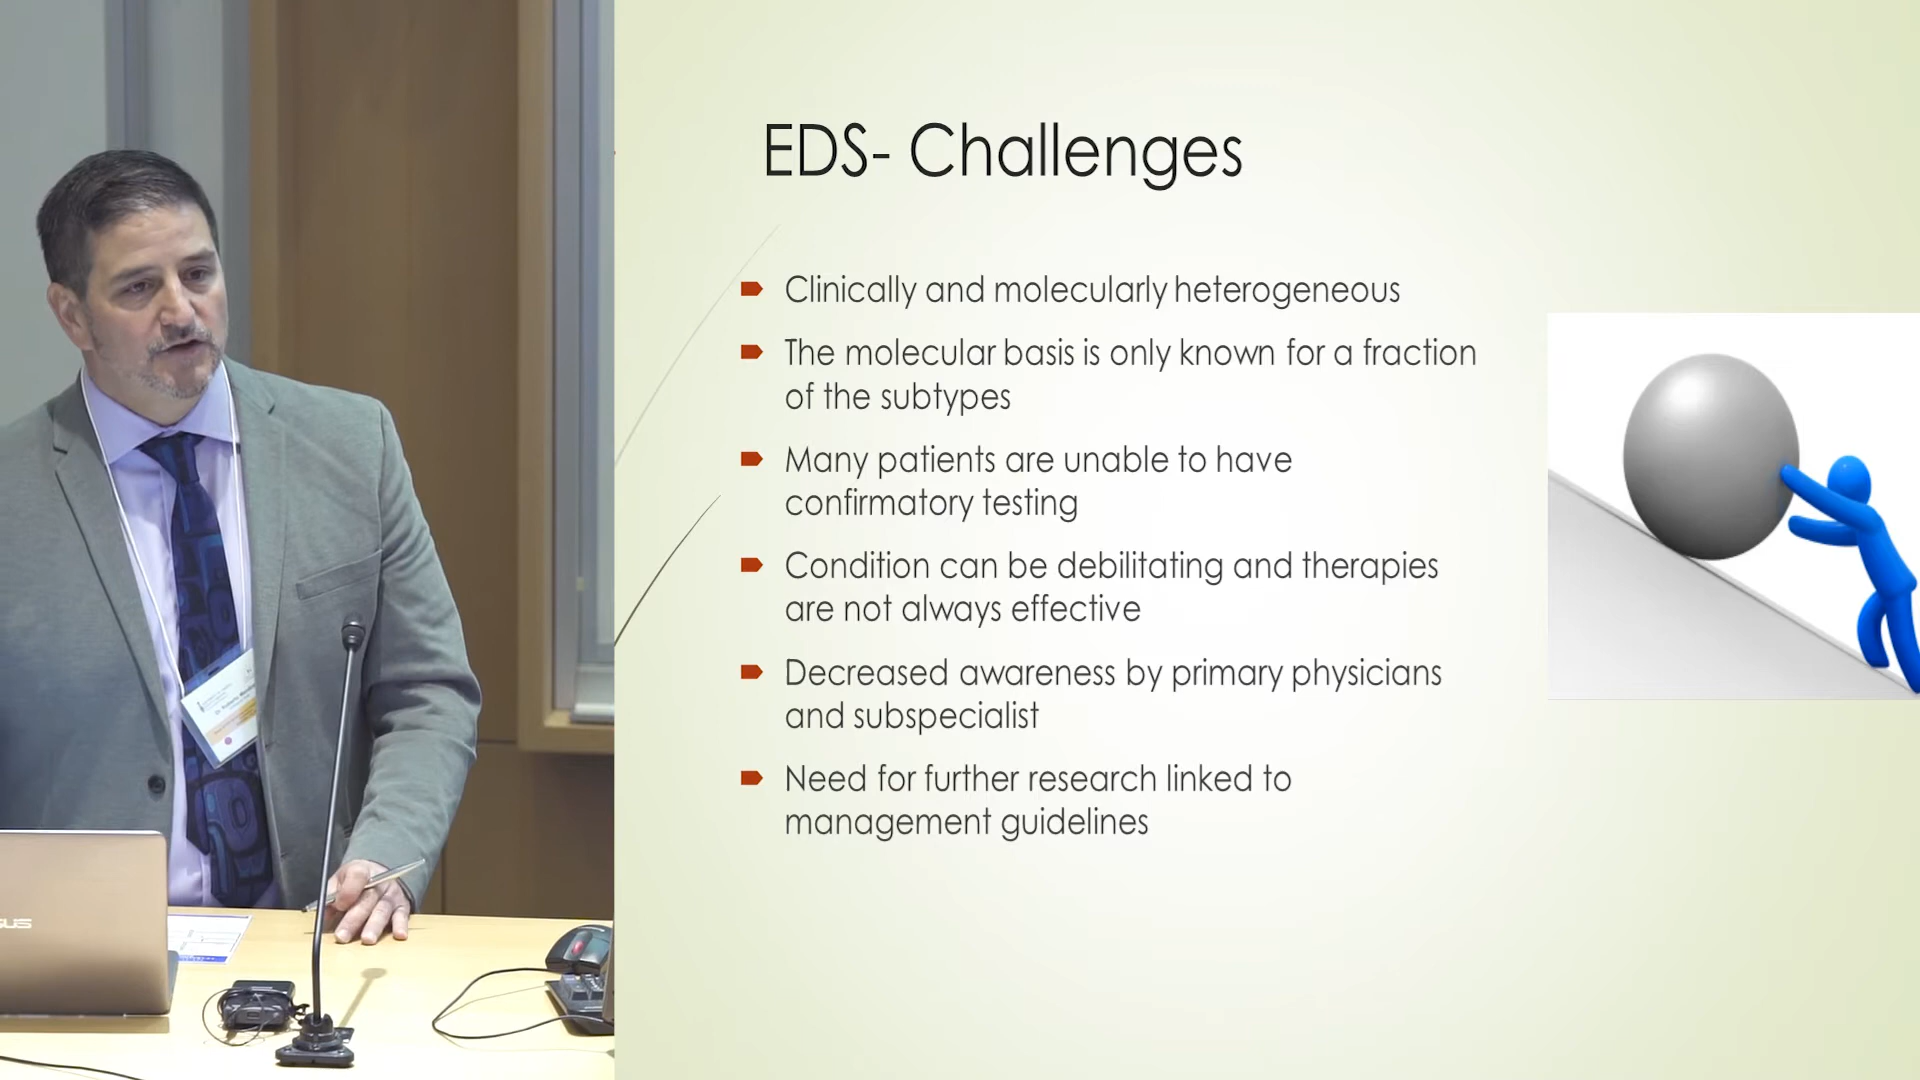 EDS- Challenges
Clinically and molecularly heterogeneous
The molecular basis is only known for a fraction
of the subtypes
Many patients are unable to have
confirmatory testing
Condition can be debilitating and therapies
are not always effective
Decreased awareness by primary physicians
and subspecialist
Need for further research linked to
management guidelines